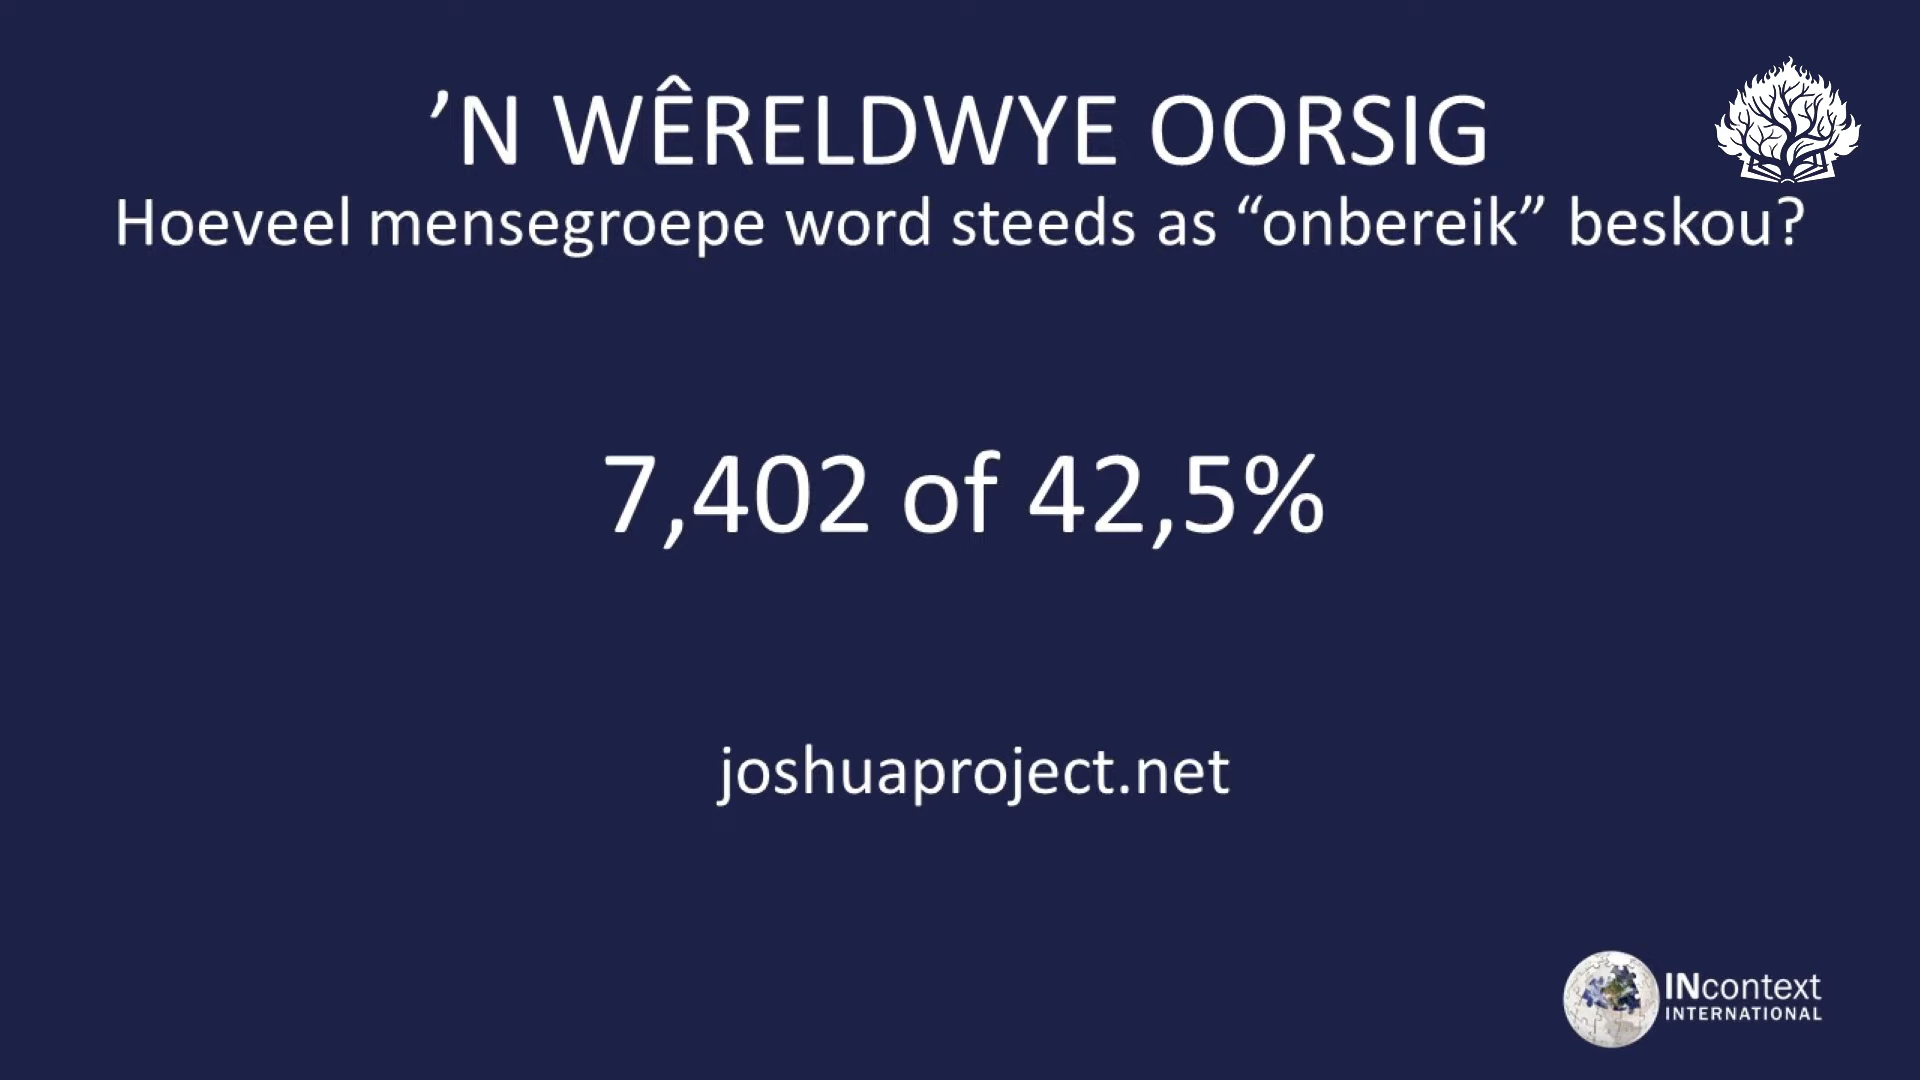 ’N WÊRELDWYE OORSIG
Hoeveel mensegroepe word steeds as “onbereik” beskou?
7,402 of 42,5%
joshuaproject.net
INcontext
INTERNATIONAL